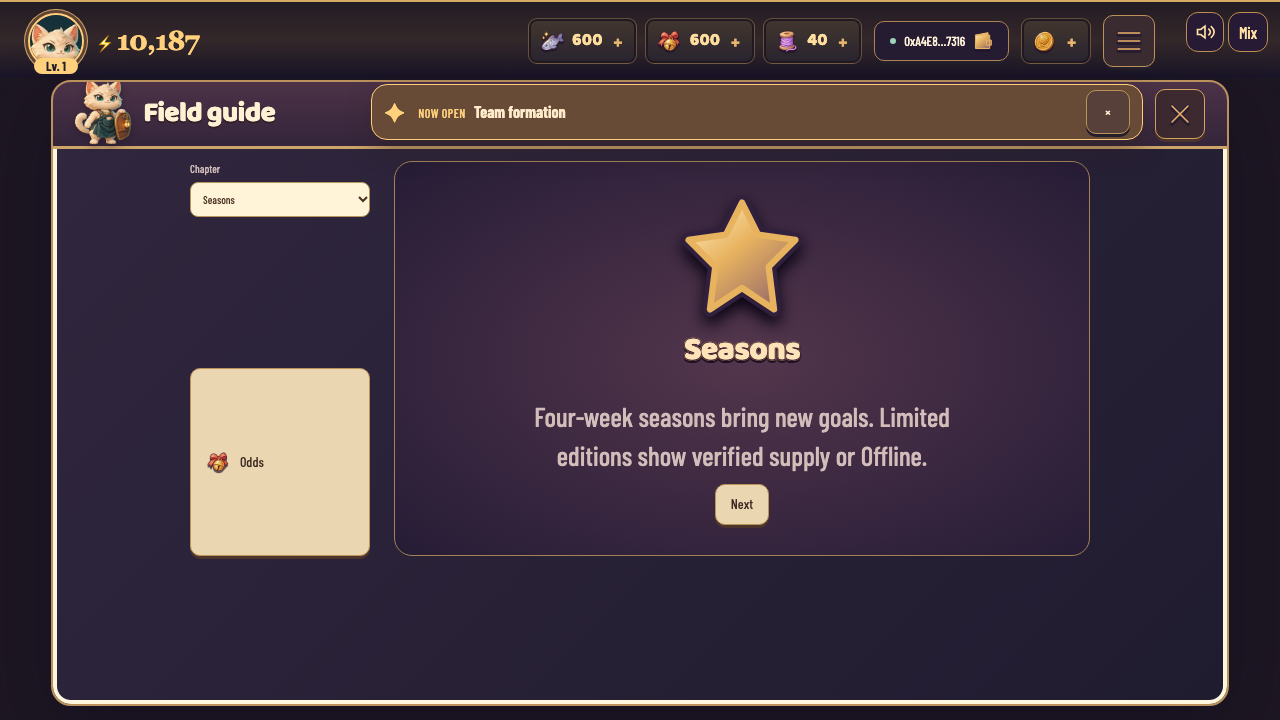 Lv. 1
10,187
600 +
600 +
40 +
0xA4E8...7316
+
Mix
Field guide
NOW OPEN Team formation
×
Chapter
Seasons
Odds
Seasons
Four-week seasons bring new goals. Limited
editions show verified supply or Offline.
Next